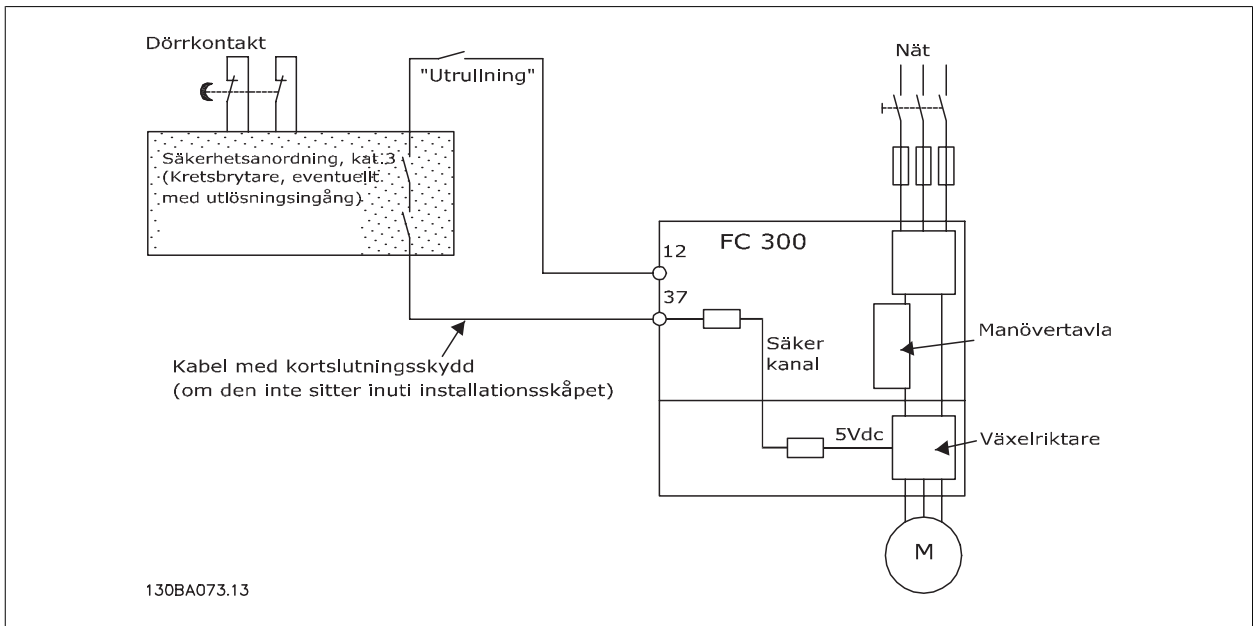 Dörrkontakt
"Utrullning"
Nät
Säkerhetsanordning, kat.3
(Kretsbrytare, eventuellt
med utlösningsingång)
FC 300
12
37
Säker
kanal
Manövertavla
Kabel med kortslutningsskydd
(om den inte sitter inuti installationsskåpet)
5Vdc
Växelriktare
M
130BA073.13